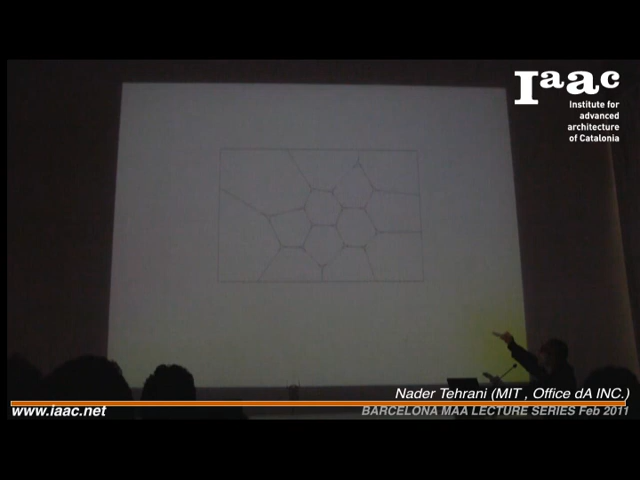 Iaac
Institute for
advanced
architecture
of Catalonia
Nader Tehrani (MIT , Office dA INC.)
www.iaac.net
BARCELONA MAA LECTURE SERIES Feb 2011